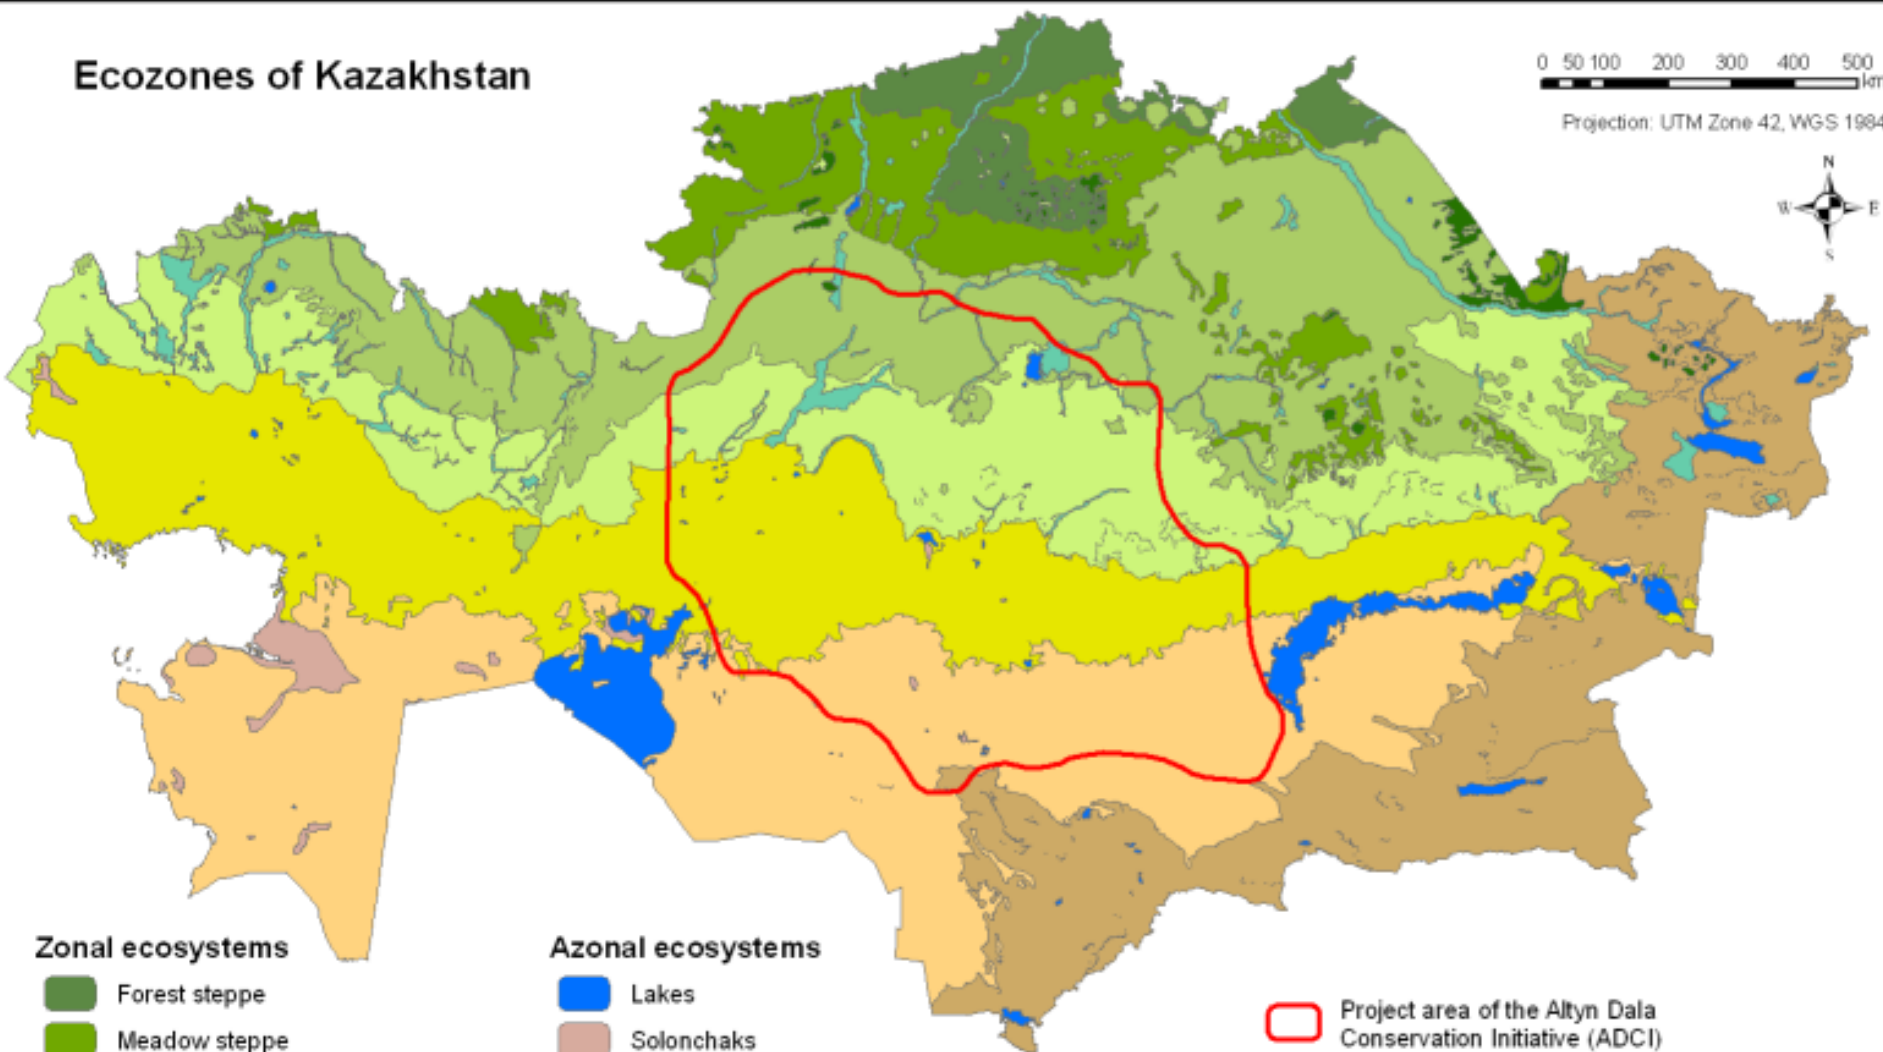 Ecozones of Kazakhstan
0 50 100 200 300 400 500
km
Projection: UTM Zone 42, WGS 1984
N
W E
S
Zonal ecosystems
Forest steppe
Meadow steppe
Azonal ecosystems
Lakes
Solonchaks
Project area of the Altyn Dala
Conservation Initiative (ADCI)